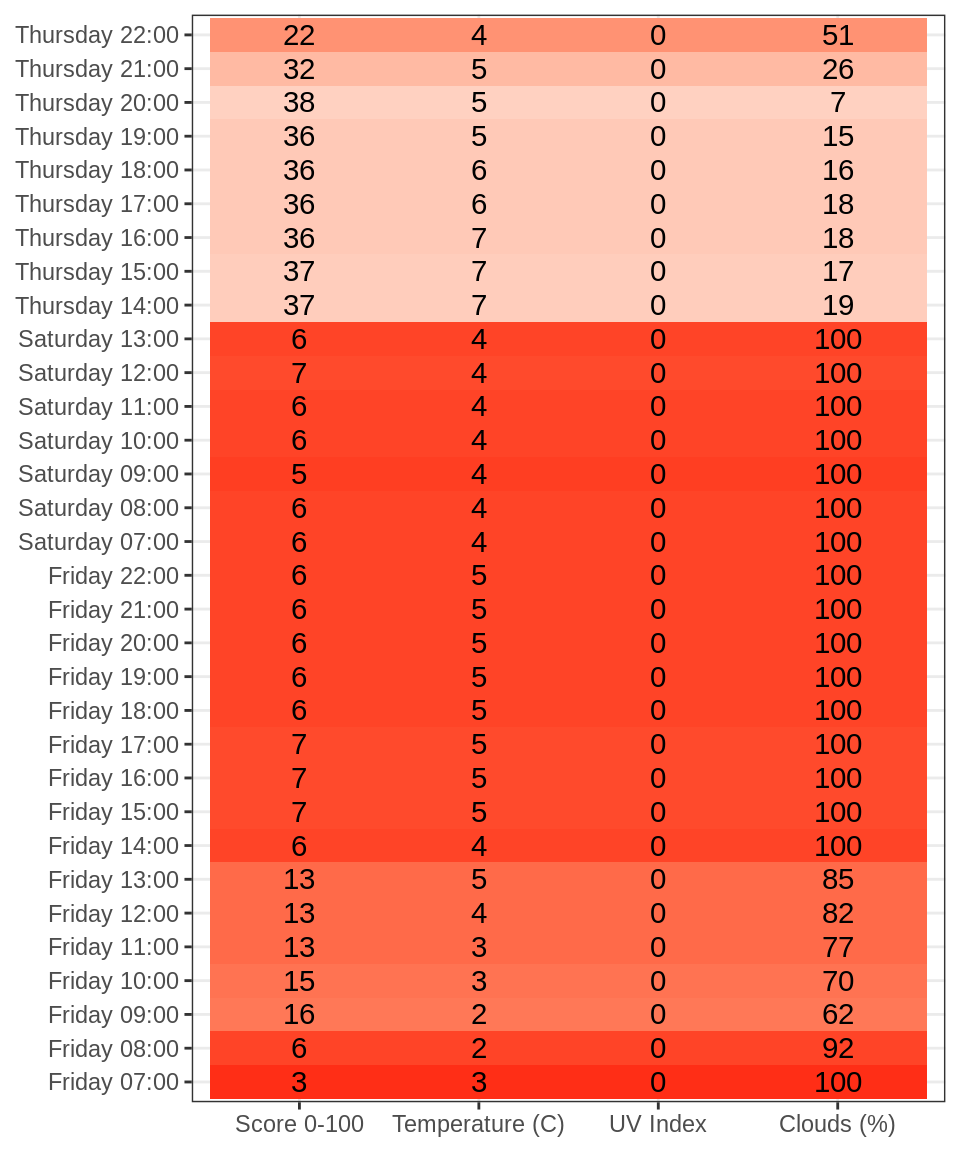 Thursday 22:00 22 4 0 51
Thursday 21:00 32 5 0 26
Thursday 20:00 38 5 0 7
Thursday 19:00 36 5 0 15
Thursday 18:00 36 6 0 16
Thursday 17:00 36 6 0 18
Thursday 16:00 36 7 0 18
Thursday 15:00 37 7 0 17
Thursday 14:00 37 7 0 19
Saturday 13:00 6 4 0 100
Saturday 12:00 7 4 0 100
Saturday 11:00 6 4 0 100
Saturday 10:00 6 4 0 100
Saturday 09:00 5 4 0 100
Saturday 08:00 6 4 0 100
Saturday 07:00 6 4 0 100
Friday 22:00 6 5 0 100
Friday 21:00 6 5 0 100
Friday 20:00 6 5 0 100
Friday 19:00 6 5 0 100
Friday 18:00 6 5 0 100
Friday 17:00 7 5 0 100
Friday 16:00 7 5 0 100
Friday 15:00 7 5 0 100
Friday 14:00 6 4 0 100
Friday 13:00 13 5 0 85
Friday 12:00 13 4 0 82
Friday 11:00 13 3 0 77
Friday 10:00 15 3 0 70
Friday 09:00 16 2 0 62
Friday 08:00 6 2 0 92
Friday 07:00 3 3 0 100
Score 0-100 Temperature (C) UV Index Clouds (%)